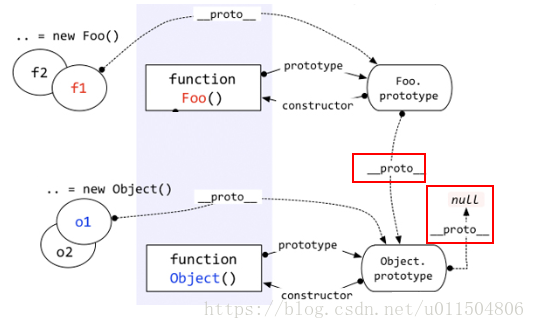 __proto__
.. = new Foo()
f2
f1
function
Foo()
prototype
constructor
Foo.
prototype
__proto__
.. = new Object()
__proto__
null
__proto__
o1
o2
function
Object()
prototype
constructor
Object.
prototype
https://blog.csdn.net/u011504806